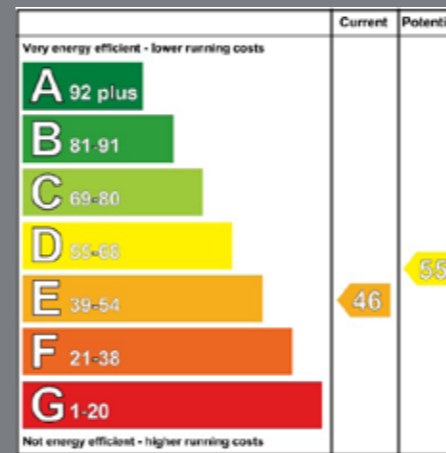 Current Potenti
Very energy efficient - lower running costs
A 92 plus
B 81-91
C 69-80
D 55-68
E 39-54
46
55
F 21-38
G 1-20
Not energy efficient - higher running costs